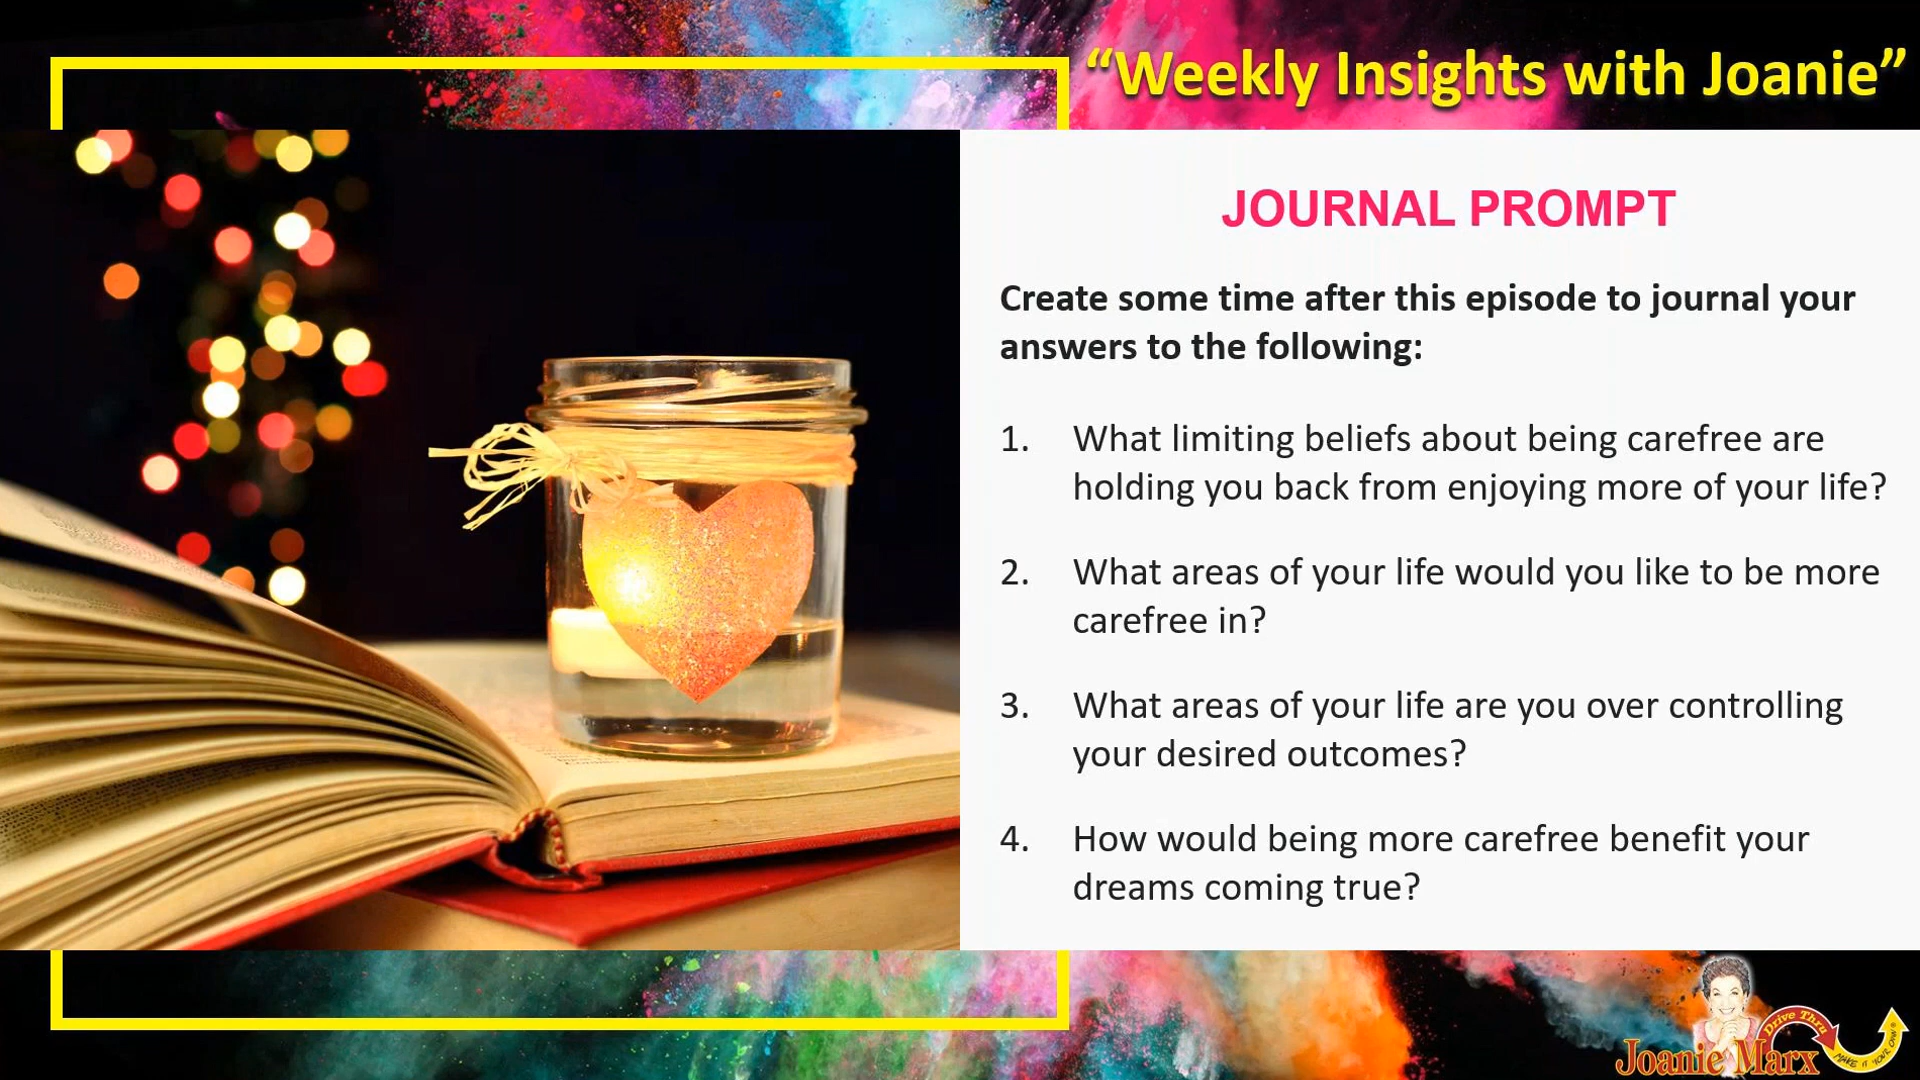 “Weekly Insights with Joanie”
JOURNAL PROMPT
Create some time after this episode to journal your
answers to the following:
1. What limiting beliefs about being carefree are
holding you back from enjoying more of your life?
2. What areas of your life would you like to be more
carefree in?
3. What areas of your life are you over controlling
your desired outcomes?
4. How would being more carefree benefit your
dreams coming true?
Drive Thru
MAKE IT YOUR OWN®
Joanie Marx